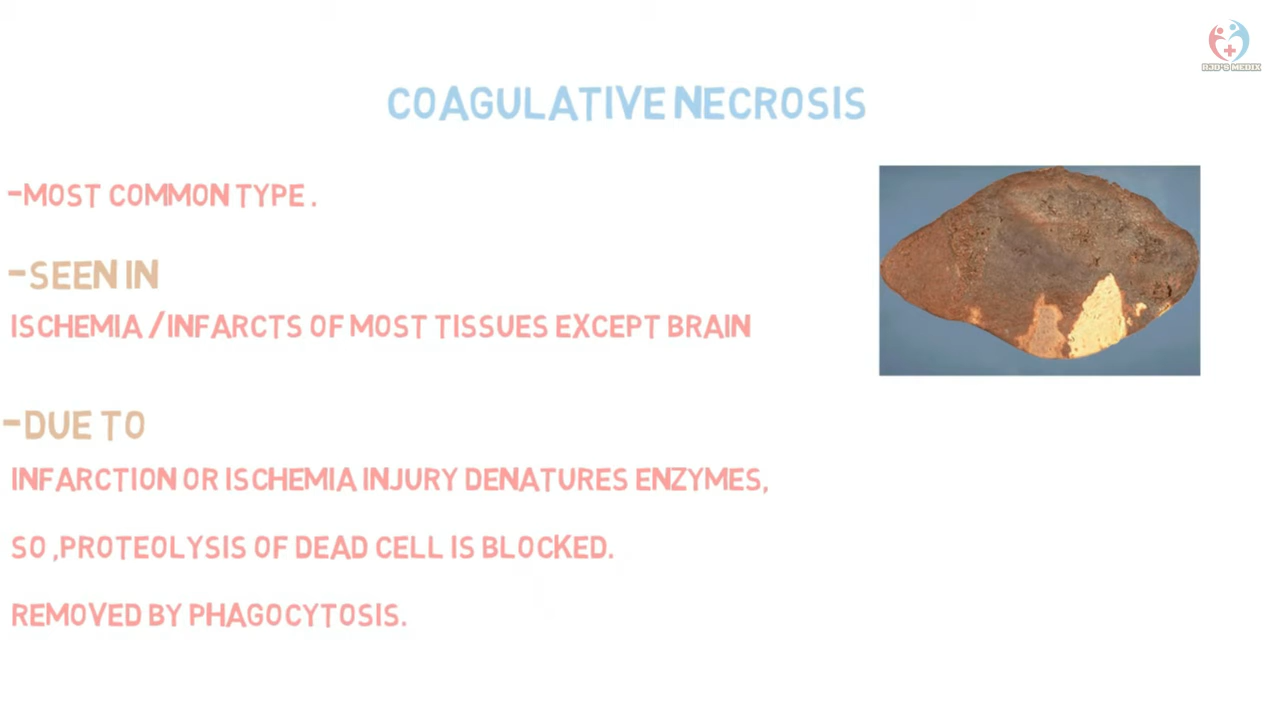 COAGULATIVE NECROSIS
-MOST COMMON TYPE .
-SEEN IN
ISCHEMIA /INFARCTS OF MOST TISSUES EXCEPT BRAIN
-DUE TO
INFARCTION OR ISCHEMIA INJURY DENATURES ENZYMES,
SO ,PROTEOLYSIS OF DEAD CELL IS BLOCKED.
REMOVED BY PHAGOCYTOSIS.